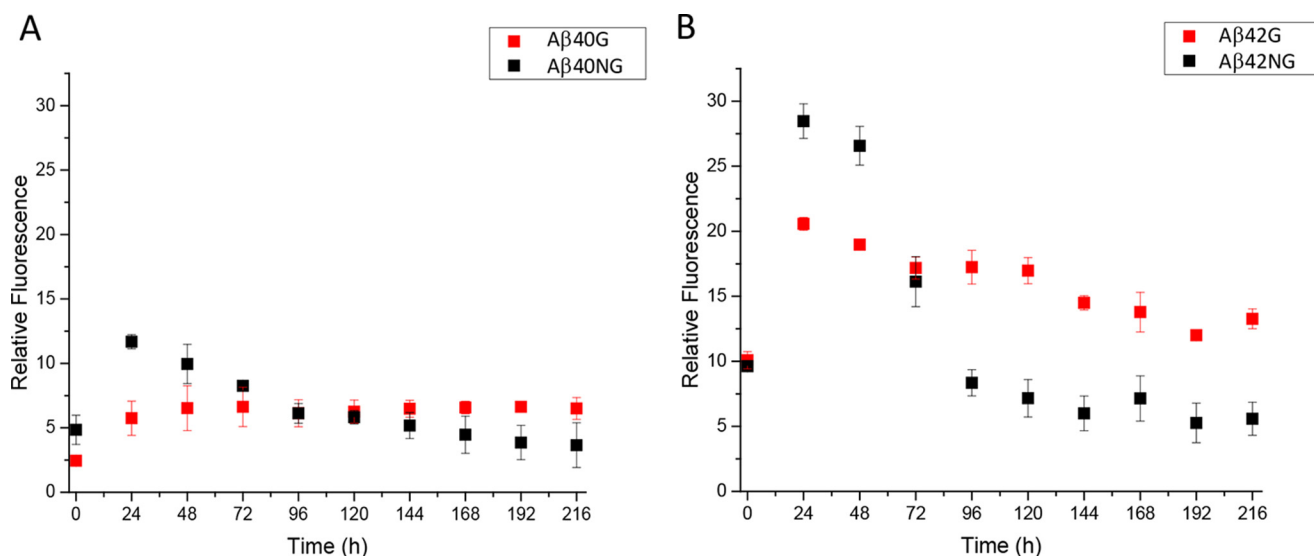 A
Aβ40G
Aβ40NG
Relative Fluorescence
30
25
20
15
10
5
0
0 24 48 72 96 120 144 168 192 216
Time (h)
B
Aβ42G
Aβ42NG
Relative Fluorescence
30
25
20
15
10
5
0
0 24 48 72 96 120 144 168 192 216
Time (h)